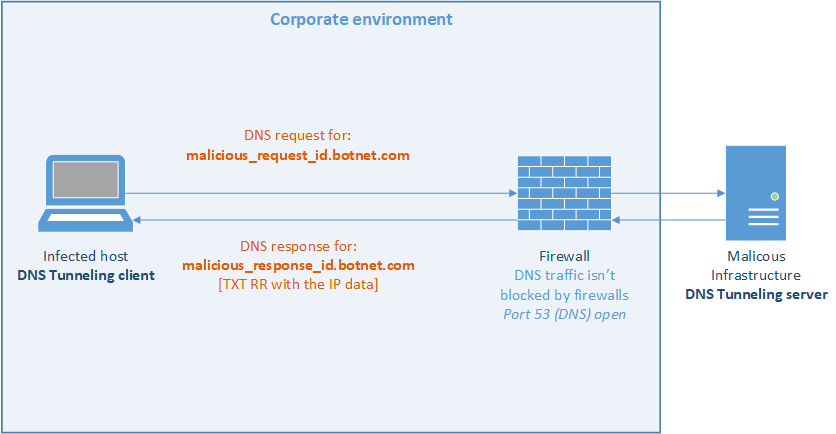 Corporate environment
DNS request for:
malicious_request_id.botnet.com
DNS response for:
malicious_response_id.botnet.com
[TXT RR with the IP data]
Infected host
DNS Tunneling client
Firewall
DNS traffic isn't
blocked by firewalls
Port 53 (DNS) open
Malicous
Infrastructure
DNS Tunneling server